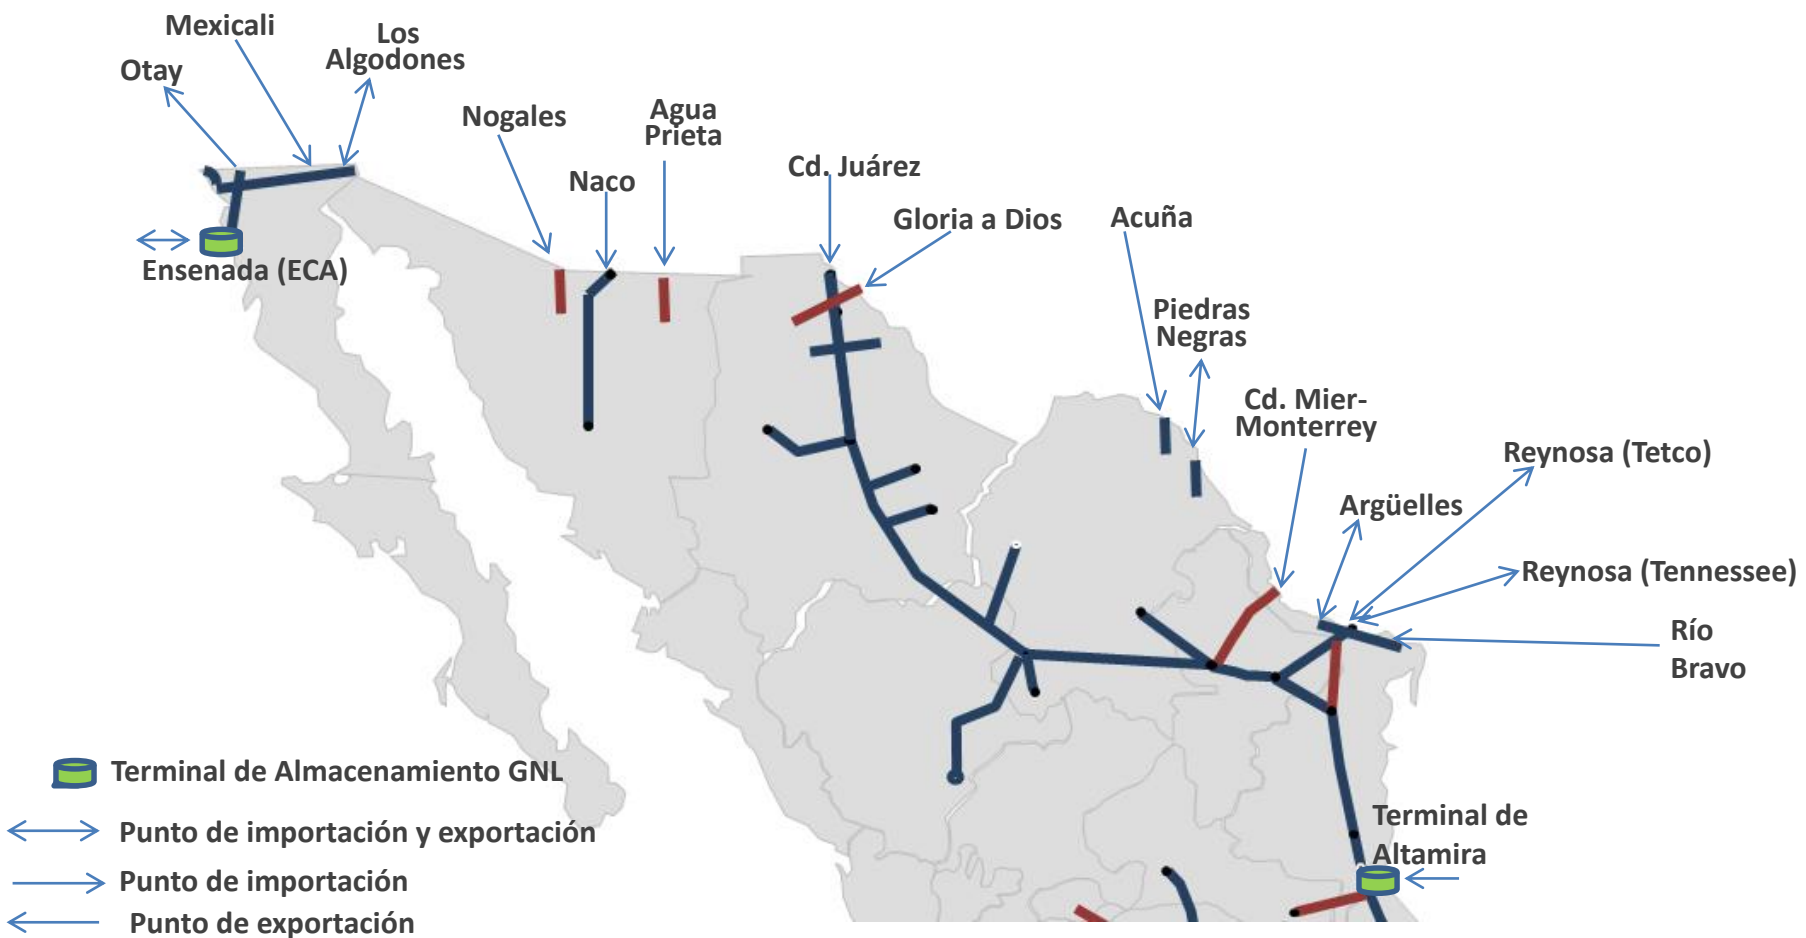 Mexicali
Los
Algodones
Otay
Nogales
Agua
Prieta
Naco
Cd. Juárez
Gloria a Dios
Acuña
Ensenada (ECA)
Piedras
Negras
Cd. Mier-
Monterrey
Reynosa (Tetco)
Argüelles
Reynosa (Tennessee)
Río
Bravo
Terminal de
Altamira
Terminal de Almacenamiento GNL
Punto de importación y exportación
Punto de importación
Punto de exportación